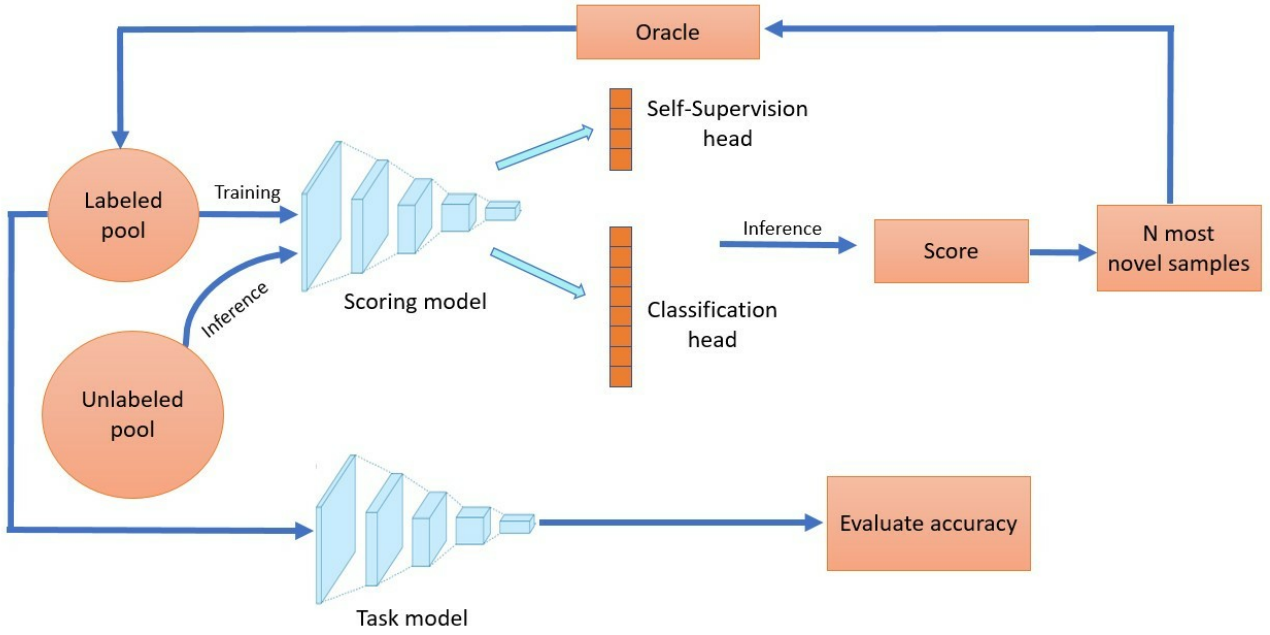 Oracle
Self-Supervision
head
Labeled
pool
Training
Inference
Scoring model
Inference
Score
N most
novel samples
Classification
head
Unlabeled
pool
Evaluate accuracy
Task model